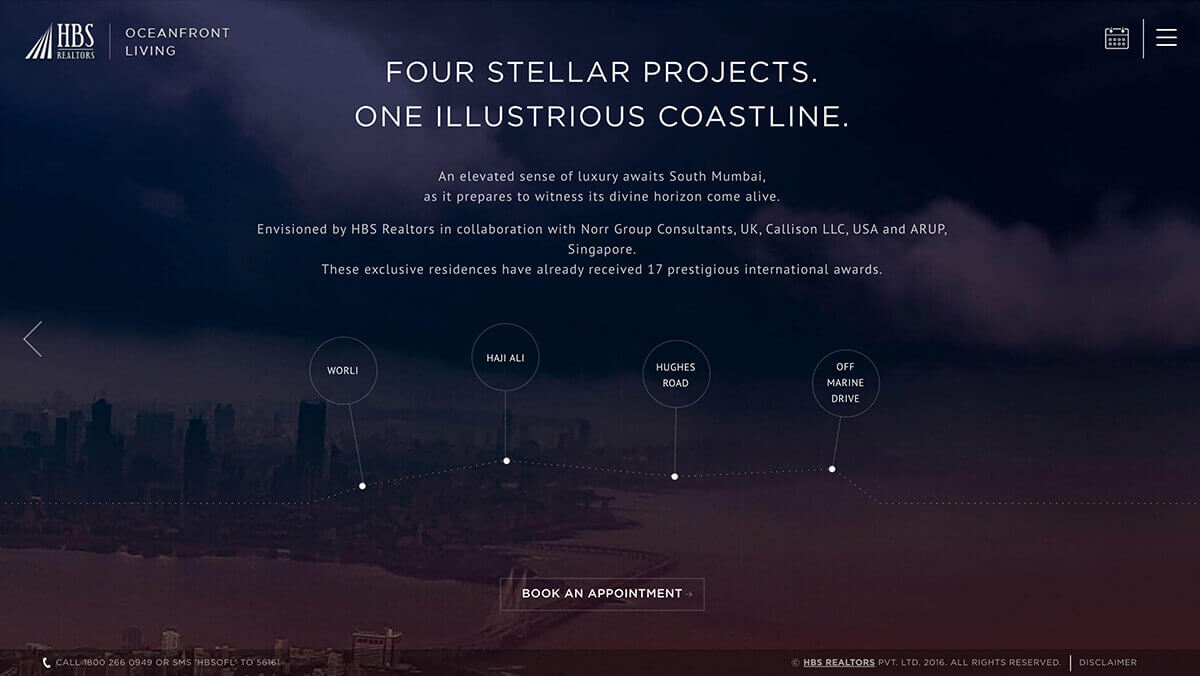 HBS
REALTORS
OCEANFRONT
LIVING
FOUR STELLAR PROJECTS.
ONE ILLUSTRIOUS COASTLINE.
An elevated sense of luxury awaits South Mumbai,
as it prepares to witness its divine horizon come alive.
Envisioned by HBS Realtors in collaboration with Norr Group Consultants, UK, Callison LLC, USA and ARUP,
Singapore.
These exclusive residences have already received 17 prestigious international awards.
WORLI
HAJI ALI
HUGHES
ROAD
OFF
MARINE
DRIVE
BOOK AN APPOINTMENT
CALL 1800 266 0949 OR SMS 'HBSOFL' TO 56161
© HBS REALTORS PVT. LTD. 2016. ALL RIGHTS RESERVED.
DISCLAIMER